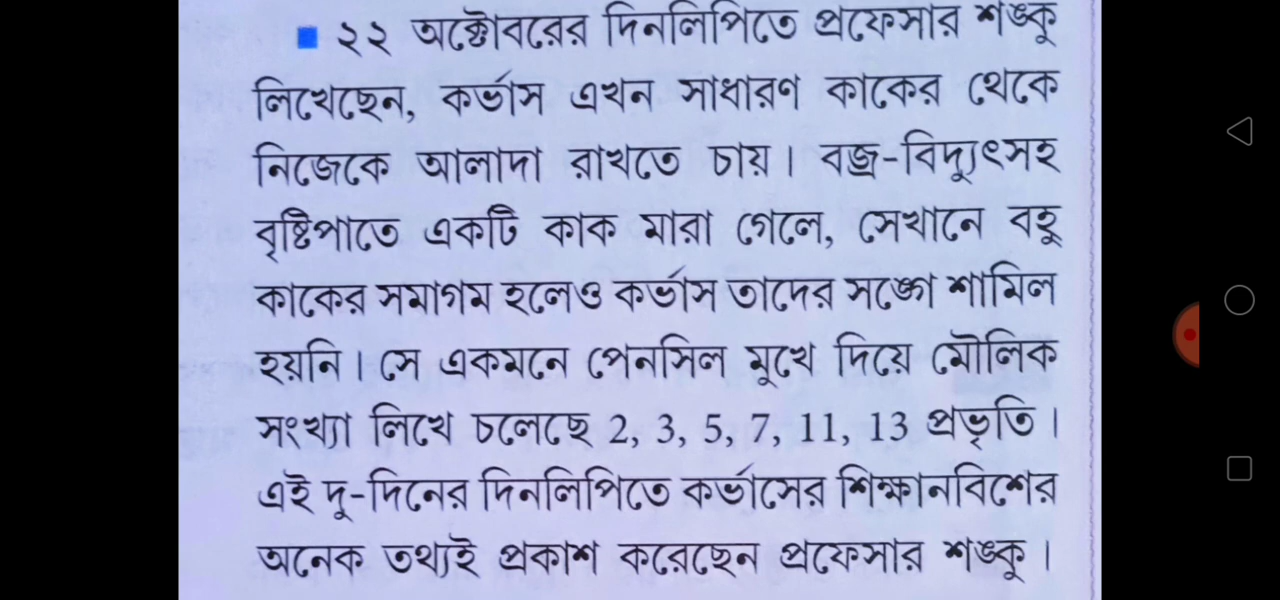 ২২ অক্টোবরের দিনলিপিতে প্রফেসার শঙ্কু
লিখেছেন, কর্ভাস এখন সাধারণ কাকের থেকে
নিজেকে আলাদা রাখতে চায়। বজ্র-বিদ্যুৎসহ
বৃষ্টিপাতে একটি কাক মারা গেলে, সেখানে বহু
কাকের সমাগম হলেও কর্ভাস তাদের সঙ্গে শামিল
হয়নি। সে একমনে পেনসিল মুখে দিয়ে মৌলিক
সংখ্যা লিখে চলেছে 2, 3, 5, 7, 11, 13 প্রভৃতি।
এই দু-দিনের দিনলিপিতে কর্ভাসের শিক্ষানবিশের
অনেক তথ্যই প্রকাশ করেছেন প্রফেসার শঙ্কু।